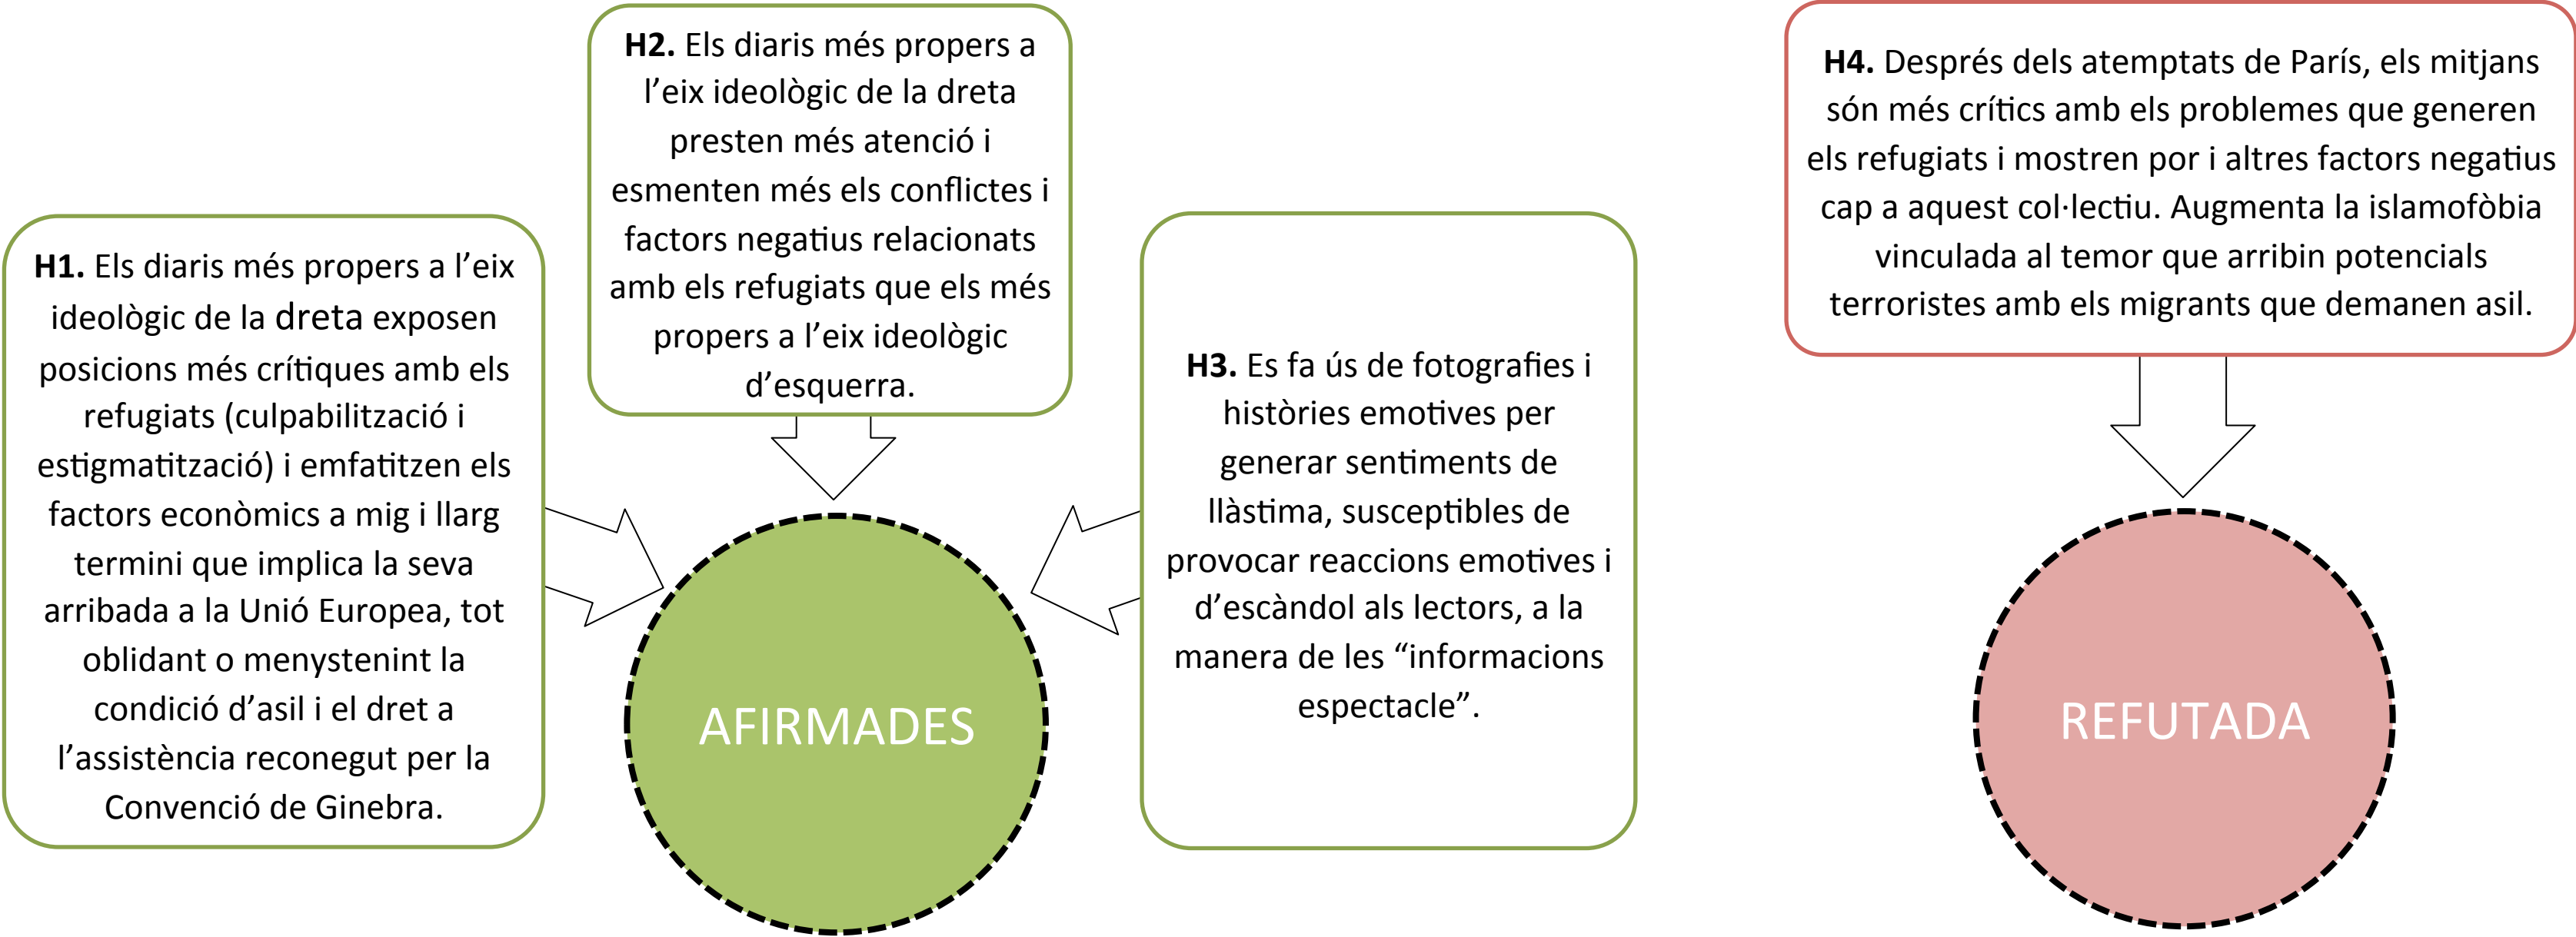 H1. Els diaris més propers a l’eix
ideològic de la dreta exposen
posicions més crítiques amb els
refugiats (culpabilització i
estigmatització) i emfatitzen els
factors econòmics a mig i llarg
termini que implica la seva
arribada a la Unió Europea, tot
oblidant o menystenint la
condició d’asil i el dret a
l’assistència reconegut per la
Convenció de Ginebra.
H2. Els diaris més propers a
l’eix ideològic de la dreta
presten més atenció i
esmenten més els conflictes i
factors negatius relacionats
amb els refugiats que els més
propers a l’eix ideològic
d’esquerra.
H3. Es fa ús de fotografies i
històries emotives per
generar sentiments de
llàstima, susceptibles de
provocar reaccions emotives i
d’escàndol als lectors, a la
manera de les “informacions
espectacle”.
AFIRMADES
H4. Després dels atemptats de París, els mitjans
són més crítics amb els problemes que generen
els refugiats i mostren por i altres factors negatius
cap a aquest col·lectiu. Augmenta la islamofòbia
vinculada al temor que arribin potencials
terroristes amb els migrants que demanen asil.
REFUTADA